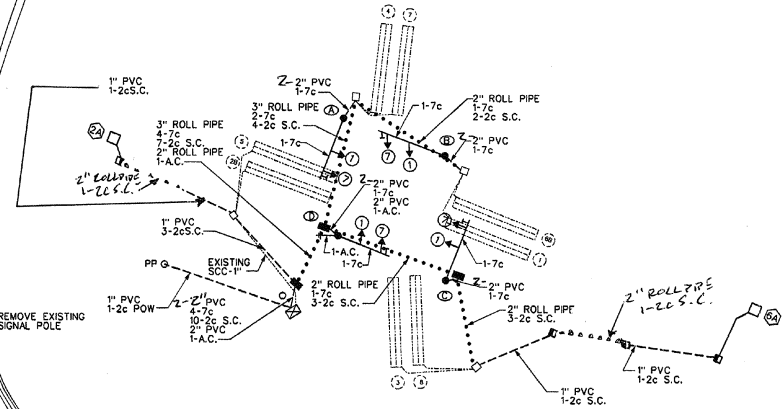 4
7
1" PVC
1-2cS.C.
2-2" PVC
1-7c
3" ROLL PIPE
2-7c
4-2c S.C.
A
1-7c
2" ROLL PIPE
1-7c
2-2c S.C.
3" ROLL PIPE
4-7c
7-2c S.C.
2" ROLL PIPE
1-A.C.
1-7c
2A
5
2B
1
7
7
1
B
2-2" PVC
1-7c
2" ROLLPIPE
1-2c S.C.
2-2" PVC
1-7c
2" PVC
1-A.C.
D
1" PVC
3-2cS.C.
1
7
7
1
6B
1
1-A.C.
1-7c
1-7c
EXISTING
SCC-1"
PP
2" ROLL PIPE
1-7c
3-2c S.C.
2-2" PVC
1-7c
C
2" ROLLPIPE
1-2c S.C.
6A
1" PVC
1-2c POW
2-2" PVC
4-7c
10-2c S.C.
2" PVC
1-A.C.
2" ROLL PIPE
3-2c S.C.
REMOVE EXISTING
SIGNAL POLE
3
8
1" PVC
1-2c S.C.
1" PVC
1-2c S.C.